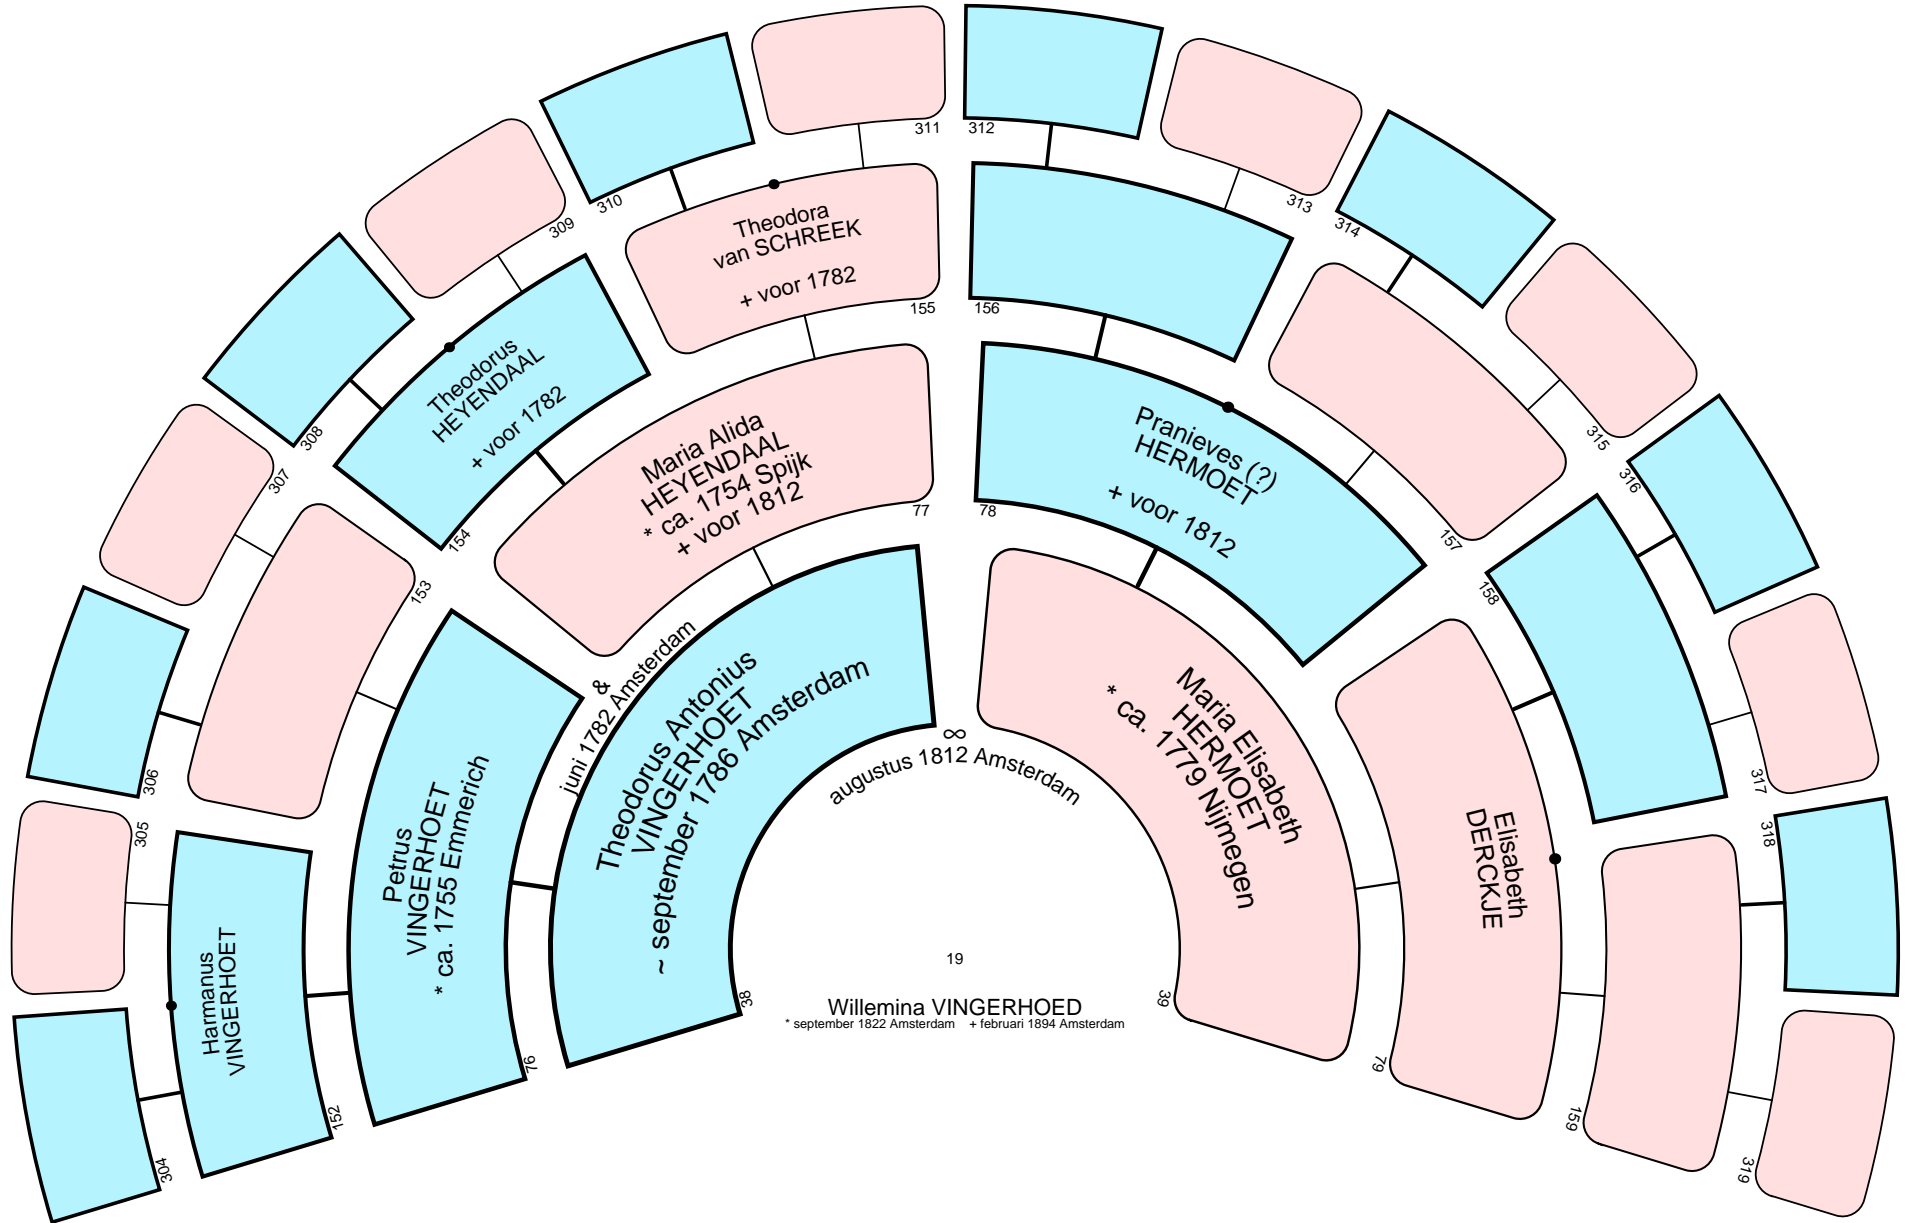 311
312
310
313
309
314
Theodora
van SCHREEK
+ voor 1782
155
156
308
Theodorus
HEYENDAAL
+ voor 1782
154
315
307
316
157
Maria Alida
HEYENDAAL
* ca. 1754 Spijk
+ voor 1812
77
Pranieves (?)
HERMOET
+ voor 1812
78
153
158
306
317
305
318
Harmanus
VINGERHOET
152
Petrus
VINGERHOET
* ca. 1755 Emmerich
76
&
juni 1782 Amsterdam
Theodorus Antonius
VINGERHOET
~ september 1786 Amsterdam
38
∞
augustus 1812 Amsterdam
Maria Elisabeth
HERMOET
* ca. 1779 Nijmegen
39
Elisabeth
DERCKJE
79
159
304
319
19
Willemina VINGERHOED
* september 1822 Amsterdam + februari 1894 Amsterdam